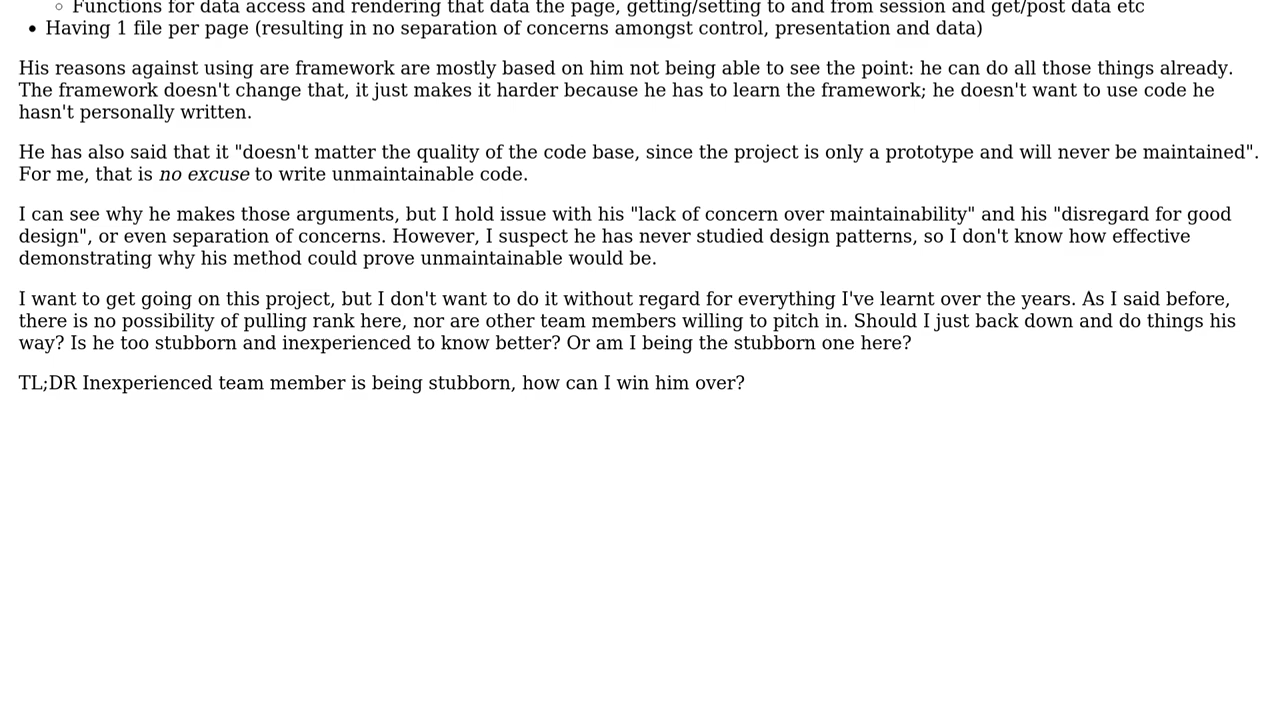 Functions for data access and rendering that data the page, getting/setting to and from session and get/post data etc
Having 1 file per page (resulting in no separation of concerns amongst control, presentation and data)
His reasons against using are framework are mostly based on him not being able to see the point: he can do all those things already.
The framework doesn't change that, it just makes it harder because he has to learn the framework; he doesn't want to use code he
hasn't personally written.
He has also said that it "doesn't matter the quality of the code base, since the project is only a prototype and will never be maintained".
For me, that is no excuse to write unmaintainable code.
I can see why he makes those arguments, but I hold issue with his "lack of concern over maintainability" and his "disregard for good
design", or even separation of concerns. However, I suspect he has never studied design patterns, so I don't know how effective
demonstrating why his method could prove unmaintainable would be.
I want to get going on this project, but I don't want to do it without regard for everything I've learnt over the years. As I said before,
there is no possibility of pulling rank here, nor are other team members willing to pitch in. Should I just back down and do things his
way? Is he too stubborn and inexperienced to know better? Or am I being the stubborn one here?
TL;DR Inexperienced team member is being stubborn, how can I win him over?